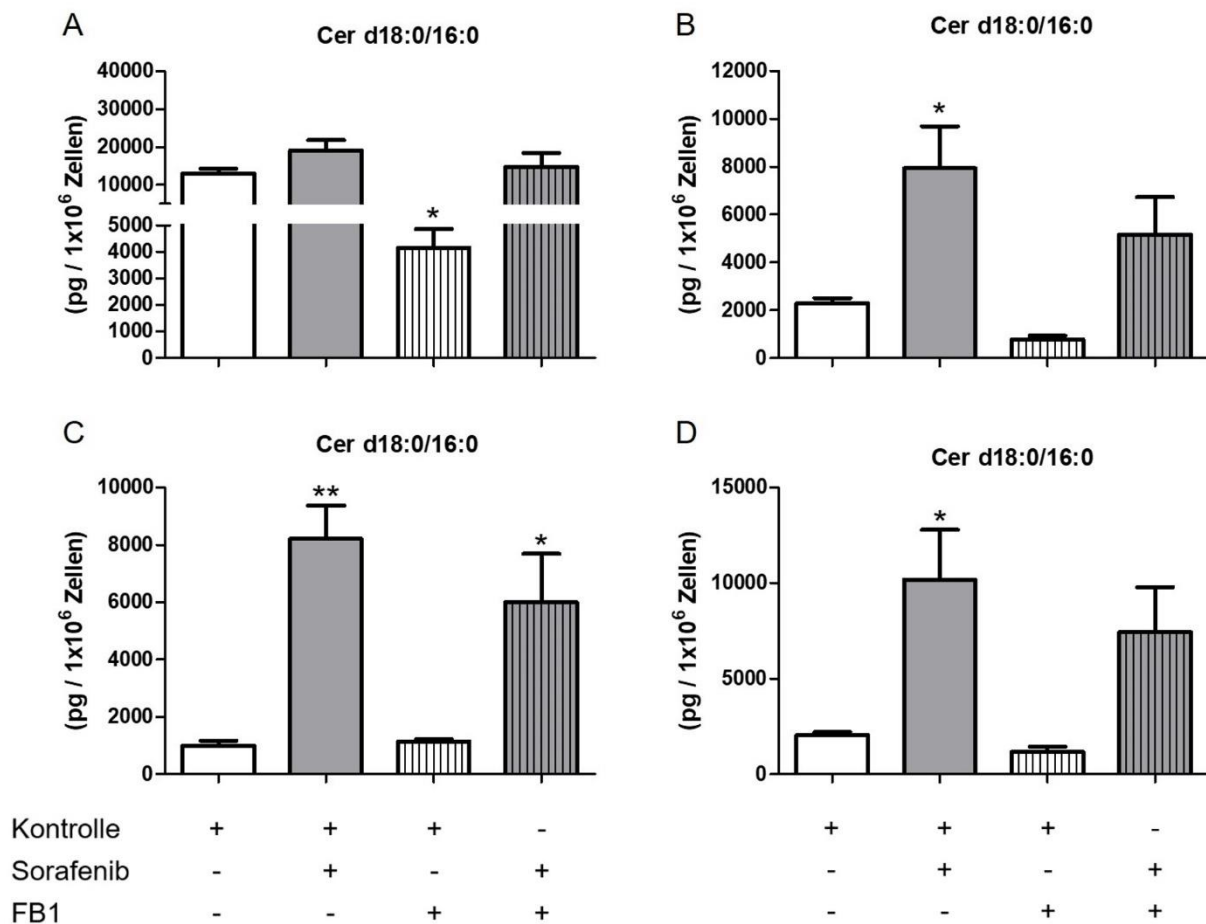 A
Cer d18:0/16:0
(pg / 1x10⁶ Zellen)
40000
30000
20000
10000
5000
4000
3000
2000
1000
0
*
B
Cer d18:0/16:0
(pg / 1x10⁶ Zellen)
12000
10000
8000
6000
4000
2000
0
*
C
Cer d18:0/16:0
(pg / 1x10⁶ Zellen)
10000
8000
6000
4000
2000
0
**
*
D
Cer d18:0/16:0
(pg / 1x10⁶ Zellen)
15000
10000
5000
0
*
Kontrolle + + + - + + + -
Sorafenib - + - + - + - +
FB1 - - + + - - + +